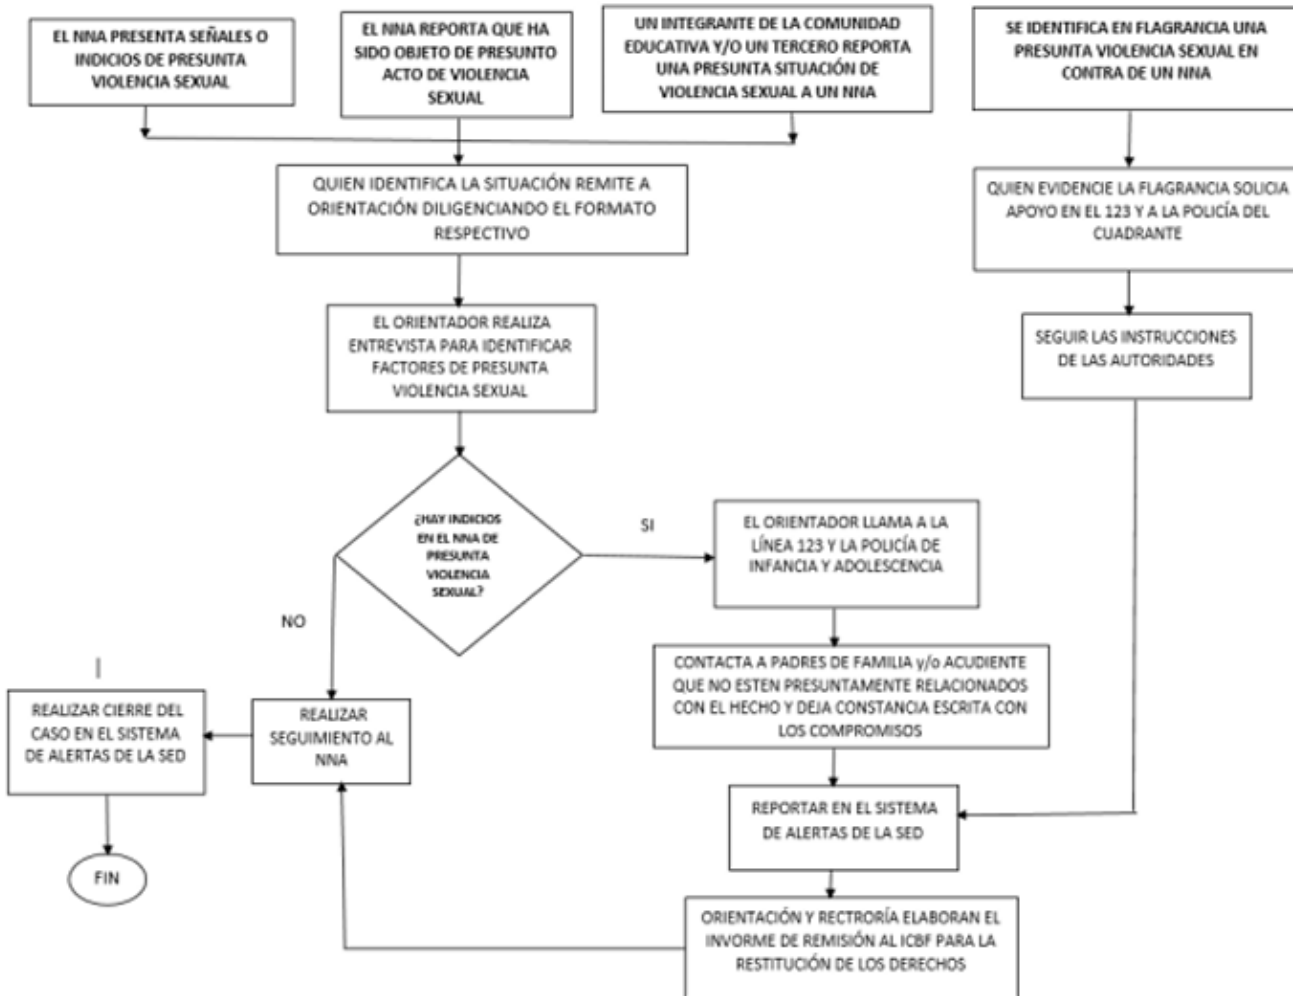 EL NNA PRESENTA SEÑALES O
INDICIOS DE PRESUNTA
VIOLENCIA SEXUAL
EL NNA REPORTA QUE HA
SIDO OBJETO DE PRESUNTO
ACTO DE VIOLENCIA
SEXUAL
UN INTEGRANTE DE LA COMUNIDAD
EDUCATIVA Y/O UN TERCERO REPORTA
UNA PRESUNTA SITUACIÓN DE
VIOLENCIA SEXUAL A UN NNA
SE IDENTIFICA EN FLAGRANCIA UNA
PRESUNTA VIOLENCIA SEXUAL EN
CONTRA DE UN NNA
QUIEN IDENTIFICA LA SITUACIÓN REMITE A
ORIENTACIÓN DILIGENCIANDO EL FORMATO
RESPECTIVO
QUIEN EVIDENCIE LA FLAGRANCIA SOLICIA
APOYO EN EL 123 Y A LA POLICÍA DEL
CUADRANTE
EL ORIENTADOR REALIZA
ENTREVISTA PARA IDENTIFICAR
FACTORES DE PRESUNTA
VIOLENCIA SEXUAL
SEGUIR LAS INSTRUCCIONES
DE LAS AUTORIDADES
¿HAY INDICIOS
EN EL NNA DE
PRESUNTA
VIOLENCIA
SEXUAL?
SI
EL ORIENTADOR LLAMA A LA
LÍNEA 123 Y LA POLICÍA DE
INFANCIA Y ADOLESCENCIA
NO
CONTACTA A PADRES DE FAMILIA y/o ACUDIENTE
QUE NO ESTEN PRESUNTAMENTE RELACIONADOS
CON EL HECHO Y DEJA CONSTANCIA ESCRITA CON
LOS COMPROMISOS
REALIZAR CIERRE DEL
CASO EN EL SISTEMA
DE ALERTAS DE LA SED
REALIZAR
SEGUIMIENTO AL
NNA
REPORTAR EN EL SISTEMA
DE ALERTAS DE LA SED
FIN
ORIENTACIÓN Y RECTRORÍA ELABORAN EL
INVORME DE REMISIÓN AL ICBF PARA LA
RESTITUCIÓN DE LOS DERECHOS